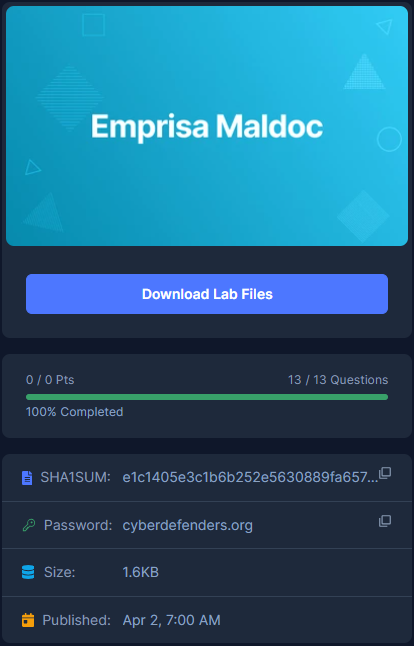 Emprisa Maldoc
Download Lab Files
0 / 0 Pts 13 / 13 Questions
100% Completed
SHA1SUM: e1c1405e3c1b6b252e5630889fa657...
Password: cyberdefenders.org
Size: 1.6KB
Published: Apr 2, 7:00 AM